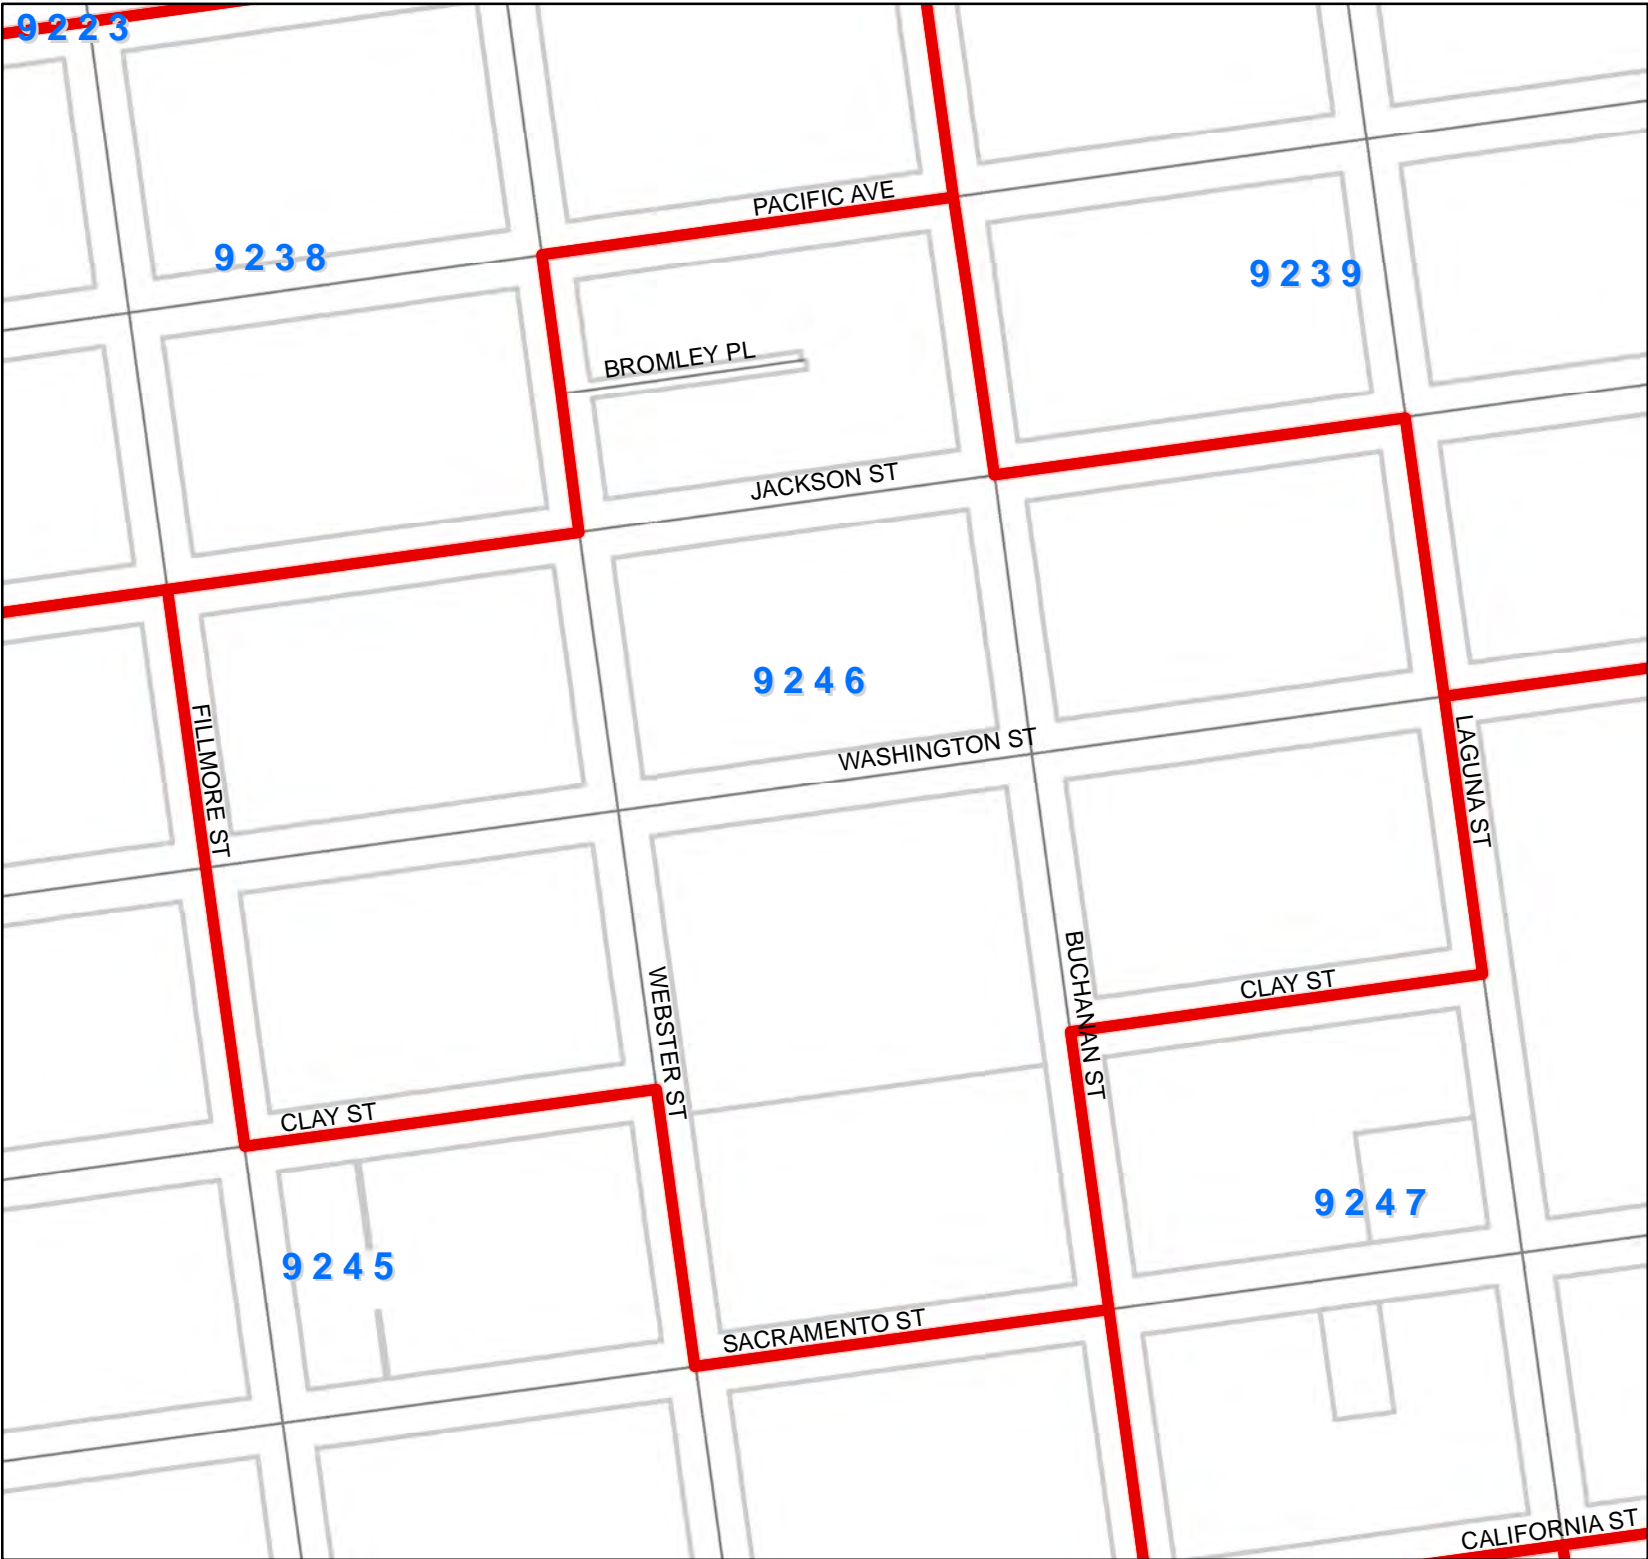 9223
PACIFIC AVE
9238
9239
BROMLEY PL
JACKSON ST
9246
FILLMORE ST
WASHINGTON ST
LAGUNA ST
WEBSTER ST
BUCHANAN ST
CLAY ST
CLAY ST
9247
9245
SACRAMENTO ST
CALIFORNIA ST